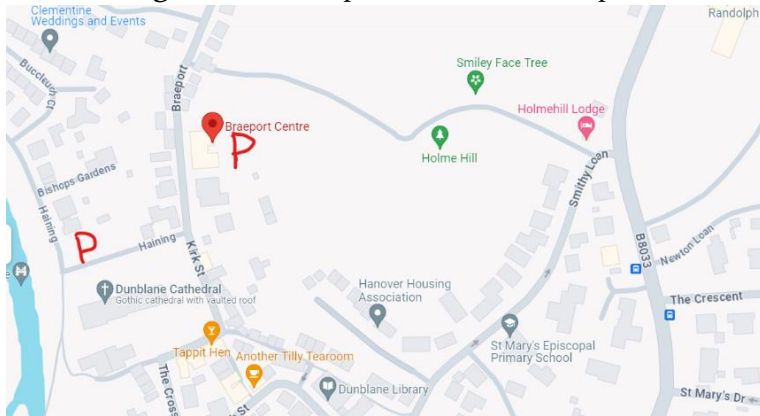 Clementine
Weddings and Events
Randolph
Buccleuch Ct
Braeport
Smiley Face Tree
Braeport Centre
P
Holmehill Lodge
Holme Hill
Smithy Loan
Bishops Gardens
Haining
P
Haining
Kirk St
B8033
Newton Loan
Dunblane Cathedral
Gothic cathedral with vaulted roof
Hanover Housing
Association
The Crescent
Tappit Hen
Another Tilly Tearoom
St Mary's Episcopal
Primary School
The Cross
Dunblane Library
St Mary's Dr